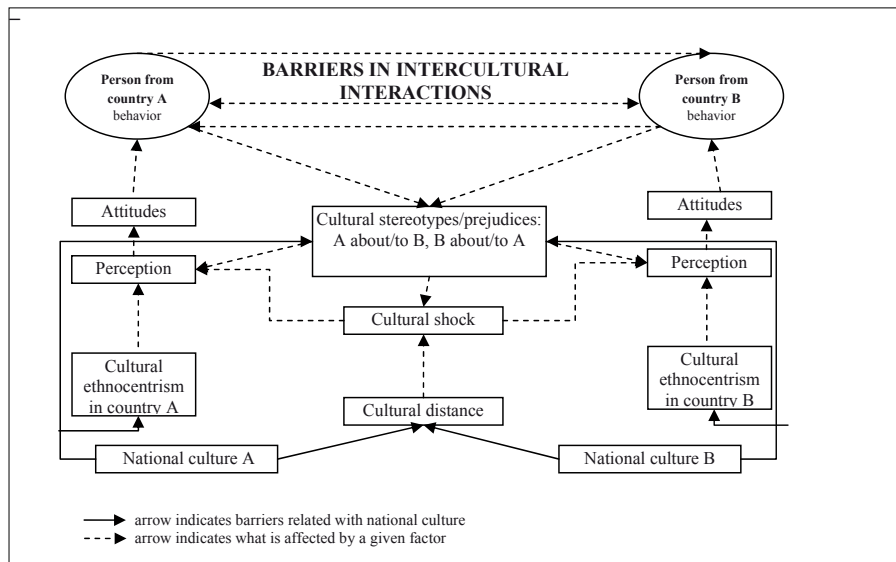 BARRIERS IN INTERCULTURAL
INTERACTIONS
Person from
country A
behavior
Person from
country B
behavior
Attitudes
Cultural stereotypes/prejudices:
A about/to B, B about/to A
Attitudes
Perception
Perception
Cultural shock
Cultural
ethnocentrism
in country A
Cultural
ethnocentrism
in country B
Cultural distance
National culture A
National culture B
arrow indicates barriers related with national culture
arrow indicates what is affected by a given factor